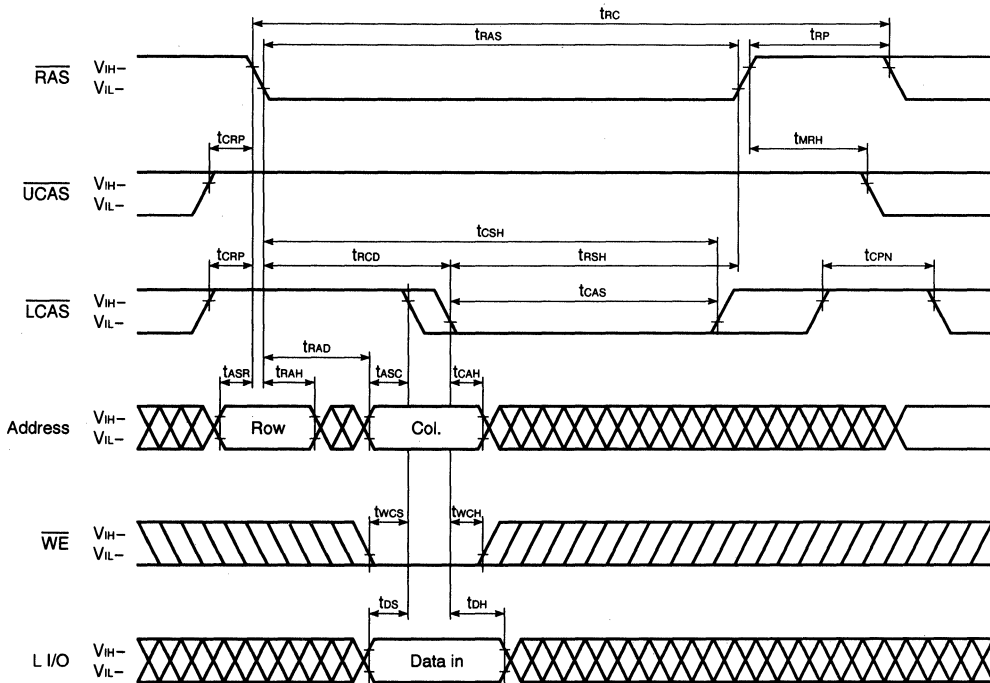 tRC
tRAS
tRP
RAS
VIH–
VIL–
tCRP
tMRH
UCAS
VIH–
VIL–
tCSH
tCRP
tRCD
tRSH
tCPN
tCAS
LCAS
VIH–
VIL–
tRAD
tASR
tRAH
tASC
tCAH
Address
VIH–
VIL–
Row
Col.
tWCS
tWCH
WE
VIH–
VIL–
tDS
tDH
L I/O
VIH–
VIL–
Data in